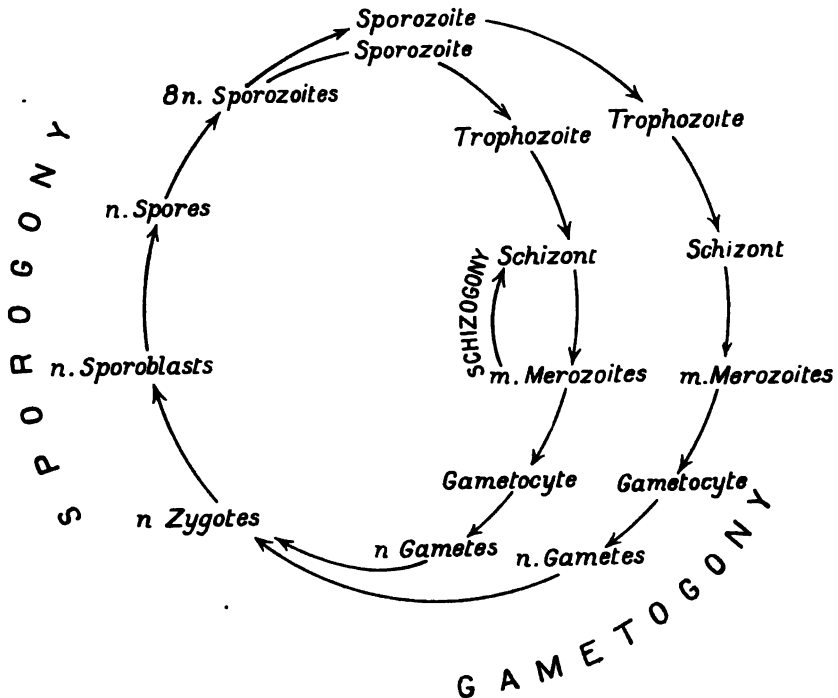 Sporozoite
Sporozoite
8n. Sporozoites
Trophozoite
Trophozoite
n. Spores
Schizont
Schizont
SCHIZOGONY
n. Sporoblasts
m. Merozoites
m. Merozoites
Gametocyte
Gametocyte
n Zygotes
n Gametes
n. Gametes
SPOROGONY
GAMETOGONY